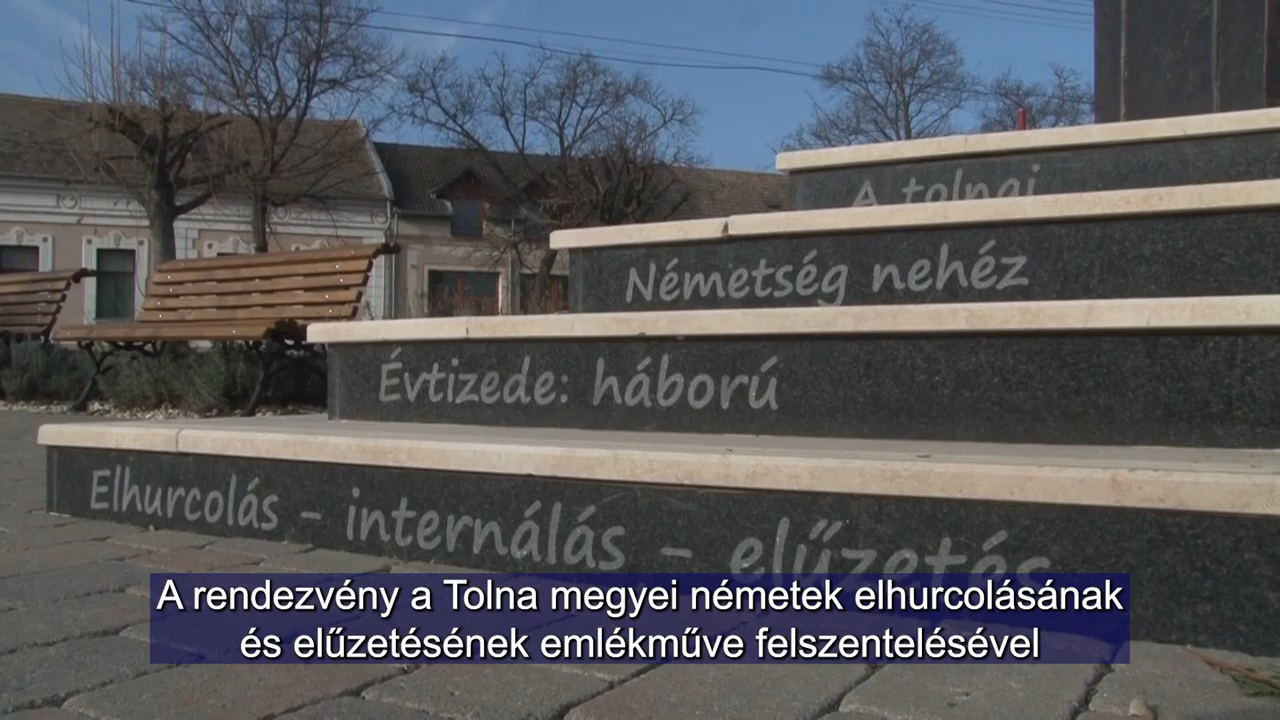 A tolnai
Németség nehéz
Évtizede: háború
Elhurcolás - internálás - elűzetés
A rendezvény a Tolna megyei németek elhurcolásának
és elűzetésének emlékműve felszentelésével